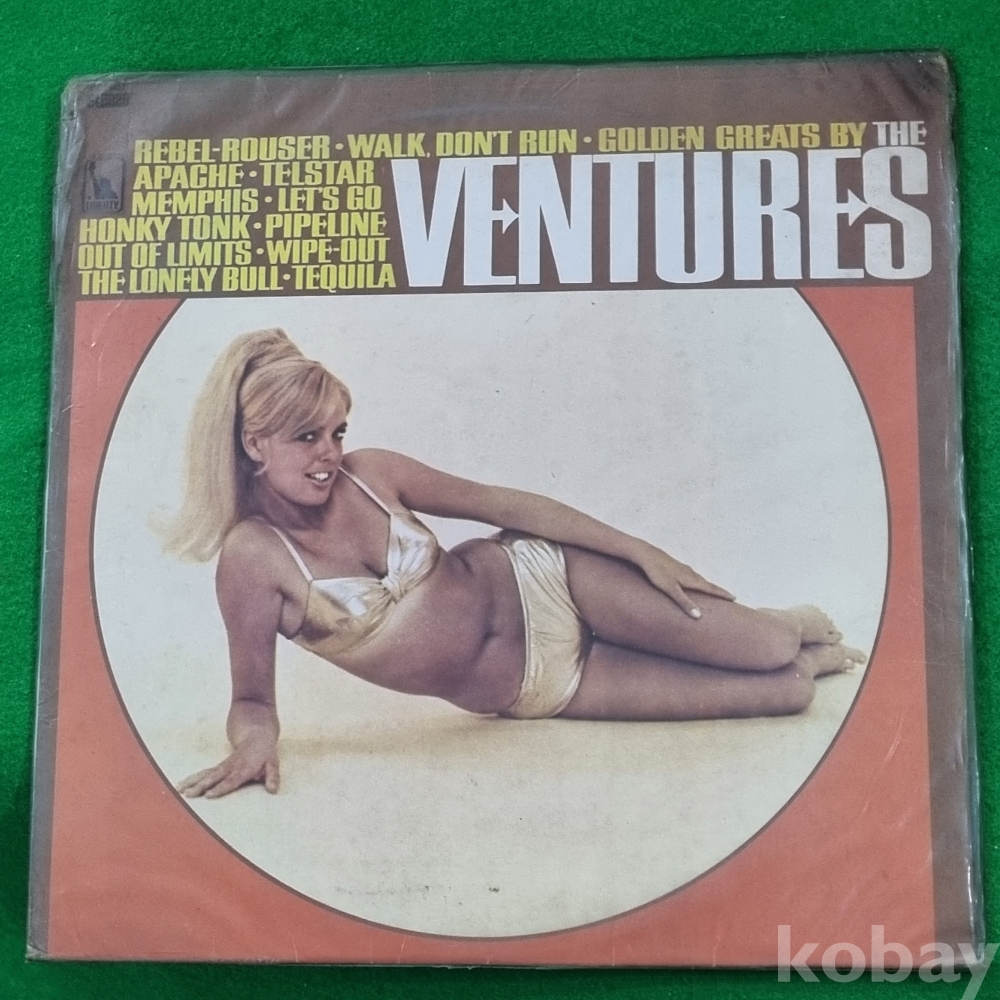 REBEL-ROUSER · WALK, DON'T RUN · GOLDEN GREATS BY THE
VENTURES
APACHE · TELSTAR
MEMPHIS · LET'S GO
HONKY TONK · PIPELINE
OUT OF LIMITS · WIPE-OUT
THE LONELY BULL · TEQUILA
LIBERTY
kobay